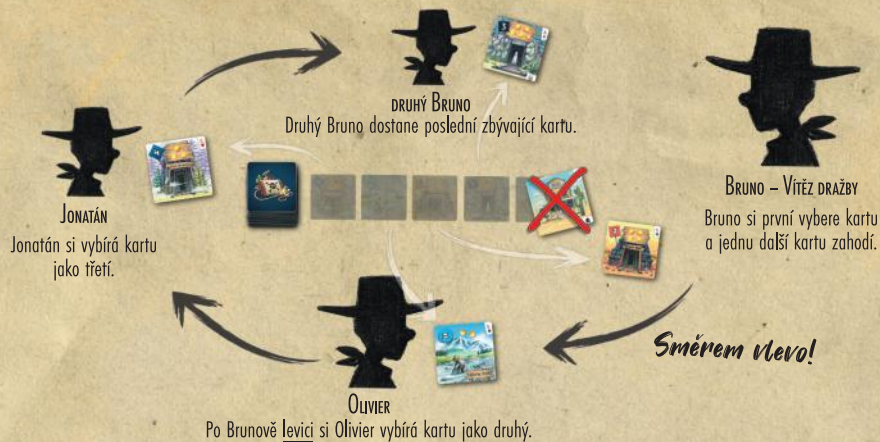 DRUHÝ BRUNO
Druhý Bruno dostane poslední zbývající kartu.
JONATÁN
Jonatán si vybírá kartu
jako třetí.
BRUNO – VÍTĚZ DRAŽBY
Bruno si první vybere kartu
a jednu další kartu zahodí.
Směrem vlevo!
OLIVIER
Po Brunově levici si Olivier vybírá kartu jako druhý.